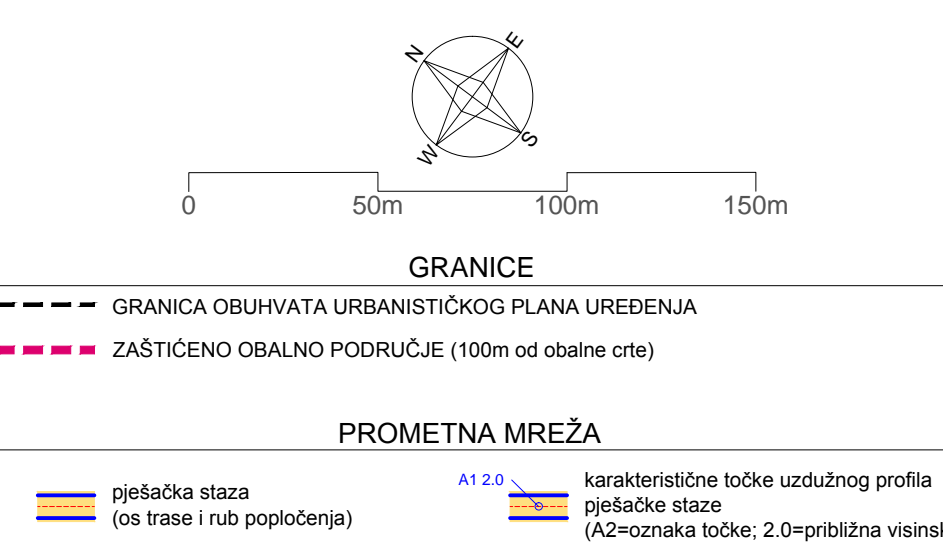 N
E
W
S
0 50m 100m 150m
GRANICE
GRANICA OBUHVATA URBANISTIČKOG PLANA UREĐENJA
ZAŠTIĆENO OBALNO PODRUČJE (100m od obalne crte)
PROMETNA MREŽA
pješačka staza
(os trase i rub popločenja)
A1 2.0
karakteristične točke uzdužnog profila
pješačke staze
(A2=oznaka točke; 2.0=približna